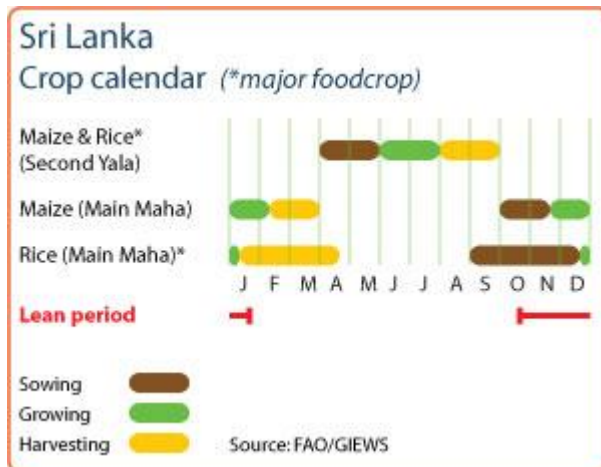 Sri Lanka
Crop calendar (*major foodcrop)
Maize & Rice*
(Second Yala)
Maize (Main Maha)
Rice (Main Maha)*
J F M A M J J A S O N D
Lean period
Sowing
Growing
Harvesting
Source: FAO/GIEWS